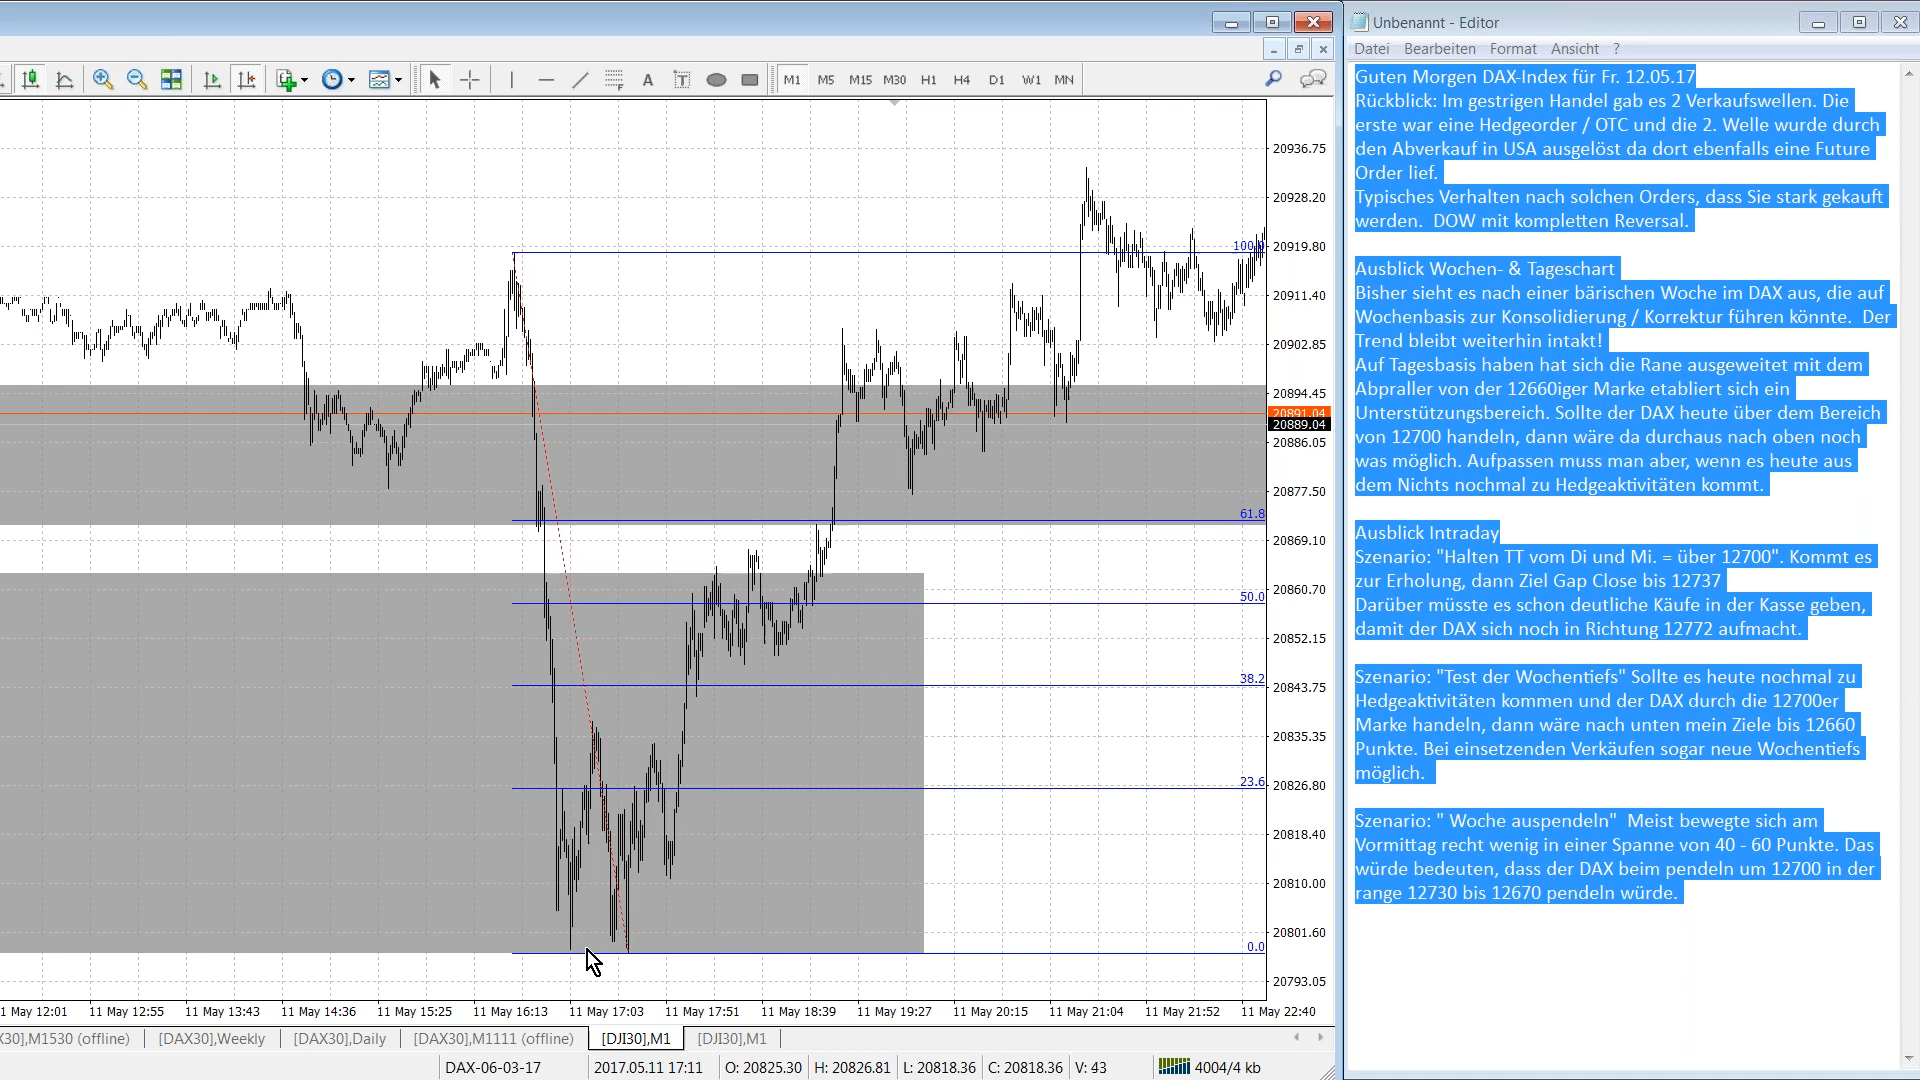 Unbenannt - Editor
Datei Bearbeiten Format Ansicht ?
A T M1 M5 M15 M30 H1 H4 D1 W1 MN
Guten Morgen DAX-Index für Fr. 12.05.17
Rückblick: Im gestrigen Handel gab es 2 Verkaufswellen. Die
erste war eine Hedgeorder / OTC und die 2. Welle wurde durch
den Abverkauf in USA ausgelöst da dort ebenfalls eine Future
Order lief.
Typisches Verhalten nach solchen Orders, dass Sie stark gekauft
werden.  DOW mit kompletten Reversal.
Ausblick Wochen- & Tageschart
Bisher sieht es nach einer bärischen Woche im DAX aus, die auf
Wochenbasis zur Konsolidierung / Korrektur führen könnte.  Der
Trend bleibt weiterhin intakt!
Auf Tagesbasis haben hat sich die Rane ausgeweitet mit dem
Abpraller von der 12660iger Marke etabliert sich ein
Unterstützungsbereich. Sollte der DAX heute über dem Bereich
von 12700 handeln, dann wäre da durchaus nach oben noch
was möglich. Aufpassen muss man aber, wenn es heute aus
dem Nichts nochmal zu Hedgeaktivitäten kommt.
Ausblick Intraday
Szenario: "Halten TT vom Di und Mi. = über 12700". Kommt es
zur Erholung, dann Ziel Gap Close bis 12737
Darüber müsste es schon deutliche Käufe in der Kasse geben,
damit der DAX sich noch in Richtung 12772 aufmacht.
Szenario: "Test der Wochentiefs" Sollte es heute nochmal zu
Hedgeaktivitäten kommen und der DAX durch die 12700er
Marke handeln, dann wäre nach unten mein Ziele bis 12660
Punkte. Bei einsetzenden Verkäufen sogar neue Wochentiefs
möglich.
Szenario: " Woche auspendeln"  Meist bewegte sich am
Vormittag recht wenig in einer Spanne von 40 - 60 Punkte. Das
würde bedeuten, dass der DAX beim pendeln um 12700 in der
range 12730 bis 12670 pendeln würde.
20936.75
20928.20
100.0 20919.80
20911.40
20902.85
20894.45
20891.04
20889.04
20886.05
20877.50
61.8
20869.10
50.0 20860.70
20852.15
38.2 20843.75
20835.35
23.6 20826.80
20818.40
20810.00
20801.60
0.0
20793.05
May 12:01 11 May 12:55 11 May 13:43 11 May 14:36 11 May 15:25 11 May 16:13 11 May 17:03 11 May 17:51 11 May 18:39 11 May 19:27 11 May 20:15 11 May 21:04 11 May 21:52 11 May 22:40
X30],M1530 (offline) [DAX30],Weekly [DAX30],Daily [DAX30],M1111 (offline) [DJI30],M1 [DJI30],M1
DAX-06-03-17 2017.05.11 17:11 O: 20825.30 H: 20826.81 L: 20818.36 C: 20818.36 V: 43 4004/4 kb